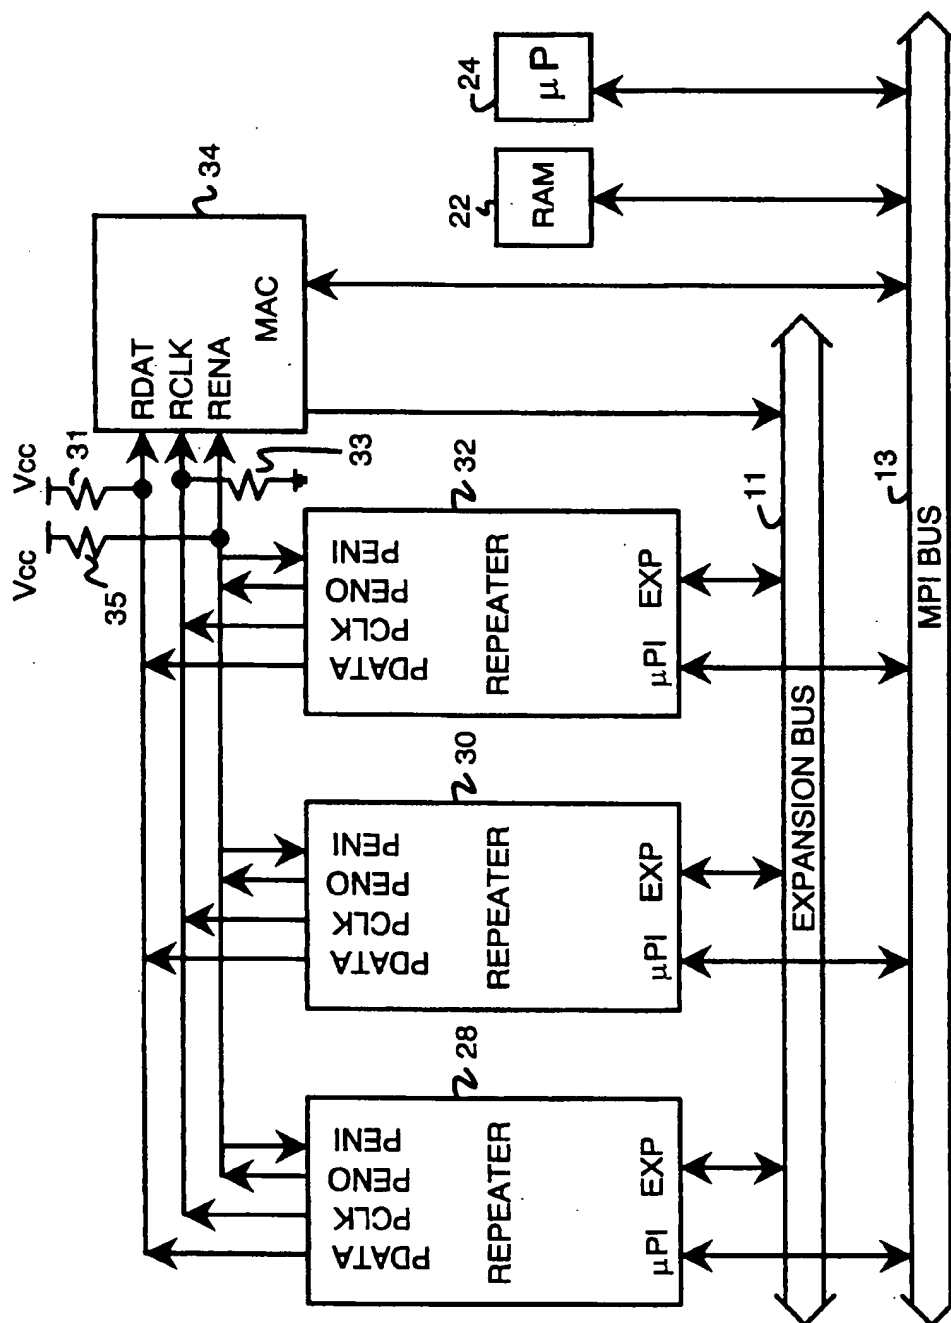 Vcc
Vcc
31
35
33
34
RDAT
RCLK
RENA
MAC
22
RAM
24
µP
28
PDATA
PCLK
PENO
PENI
REPEATER
µPI
EXP
30
PDATA
PCLK
PENO
PENI
REPEATER
µPI
EXP
32
PDATA
PCLK
PENO
PENI
REPEATER
µPI
EXP
EXPANSION BUS
11
MPI BUS
13